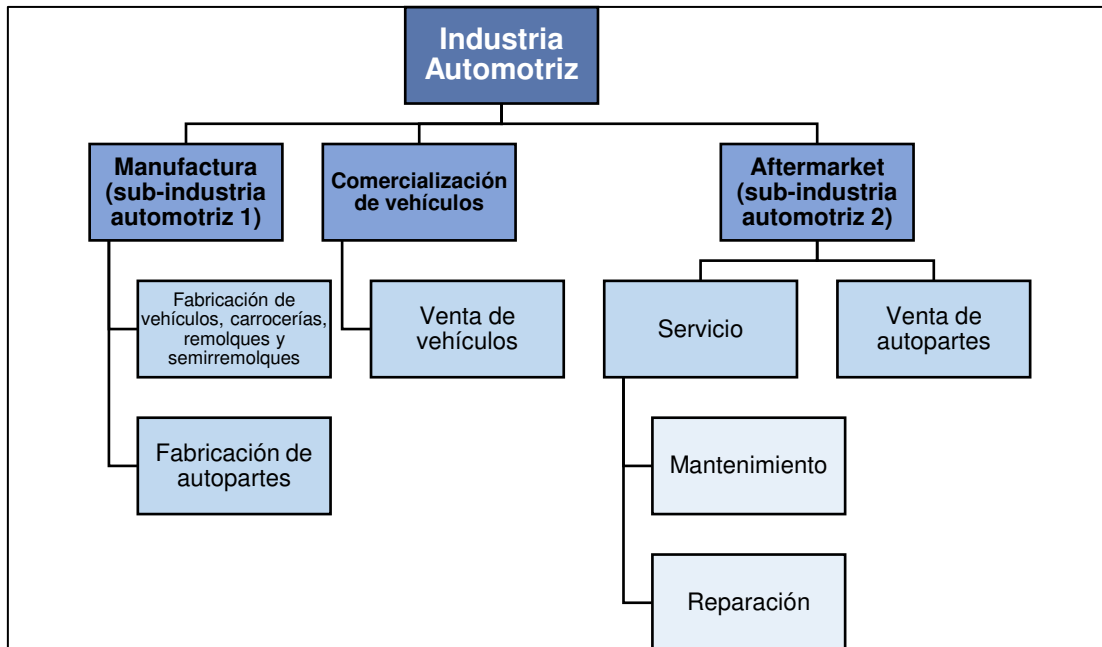 Industria
Automotriz
Manufactura
(sub-industria
automotriz 1)
Comercialización
de vehículos
Aftermarket
(sub-industria
automotriz 2)
Fabricación de
vehículos, carrocerías,
remolques y
semirremolques
Venta de
vehículos
Servicio
Venta de
autopartes
Fabricación de
autopartes
Mantenimiento
Reparación